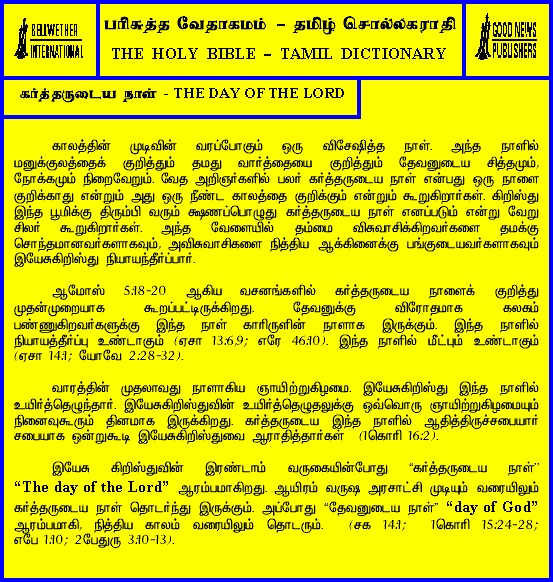 BELLWETHER
INTERNATIONAL
பரிசுத்த வேதாகமம் – தமிழ் சொல்லகராதி
THE HOLY BIBLE – TAMIL DICTIONARY
GOOD NEWS
PUBLISHERS
கர்த்தருடைய நாள் - THE DAY OF THE LORD
காலத்தின் முடிவின் வரப்போகும் ஒரு விசேஷித்த நாள். அந்த நாளில்
மனுக்குலத்தைக் குறித்தும் தமது வார்த்தையை குறித்தும் தேவனுடைய சித்தமும்,
நோக்கமும் நிறைவேறும். வேத அறிஞர்களில் பலர் கர்த்தருடைய நாள் என்பது ஒரு நாளை
குறிக்காது என்றும் அது ஒரு நீண்ட காலத்தை குறிக்கும் என்றும் கூறுகிறார்கள். கிறிஸ்து
இந்த பூமிக்கு திரும்பி வரும் க்ஷணப்பொழுது கர்த்தருடைய நாள் எனப்படும் என்று வேறு
சிலர் கூறுகிறார்கள். அந்த வேளையில் தம்மை விசுவாசிக்கிறவர்களை தமக்கு
சொந்தமானவர்களாகவும், அவிசுவாசிகளை நித்திய ஆக்கினைக்கு பங்குடையவர்களாகவும்
இயேசுகிறிஸ்து நியாயந்தீர்ப்பார்.
ஆமோஸ் 5:18-20 ஆகிய வசனங்களில் கர்த்தருடைய நாளைக் குறித்து
முதன்முறையாக கூறப்பட்டிருக்கிறது. தேவனுக்கு விரோதமாக கலகம்
பண்ணுகிறவர்களுக்கு இந்த நாள் காரிருளின் நாளாக இருக்கும். இந்த நாளில்
நியாயத்தீர்ப்பு உண்டாகும் (ஏசா 13:6,9; எரே 46:10). இந்த நாளில் மீட்பும் உண்டாகும்
(ஏசா 14:1; யோவே 2:28-32).
வாரத்தின் முதலாவது நாளாகிய ஞாயிற்றுகிழமை. இயேசுகிறிஸ்து இந்த நாளில்
உயிர்த்தெழுந்தார். இயேசுகிறிஸ்துவின் உயிர்த்தெழுதலுக்கு ஒவ்வொரு ஞாயிற்றுகிழமையும்
நினைவுகூரும் தினமாக இருக்கிறது. கர்த்தருடைய இந்த நாளில் ஆதித்திருச்சபையார்
சபையாக ஒன்றுகூடி இயேசுகிறிஸ்துவை ஆராதித்தார்கள் (1கொரி 16:2).
இயேசு கிறிஸ்துவின் இரண்டாம் வருகையின்போது “கர்த்தருடைய நாள்”
“The day of the Lord” ஆரம்பமாகிறது. ஆயிரம் வருஷ அரசாட்சி முடியும் வரையிலும்
கர்த்தருடைய நாள் தொடர்ந்து இருக்கும். அப்போது “தேவனுடைய நாள்” “day of God”
ஆரம்பமாகி, நித்திய காலம் வரையிலும் தொடரும். (சக 14:1; 1கொரி 15:24-28;
எபே 1:10; 2பேதுரு 3:10-13).